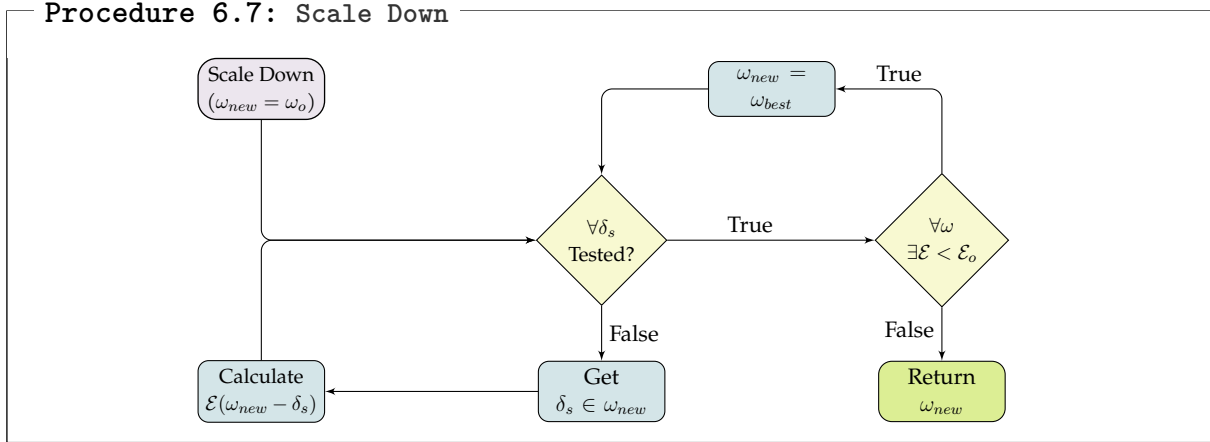 Procedure 6.7: Scale Down
Scale Down
(ω_new = ω_o)
ω_new =
ω_best
True
∀δ_s
Tested?
True
∀ω
∃ℰ < ℰ_o
False
False
Calculate
ℰ(ω_new − δ_s)
Get
δ_s ∈ ω_new
Return
ω_new